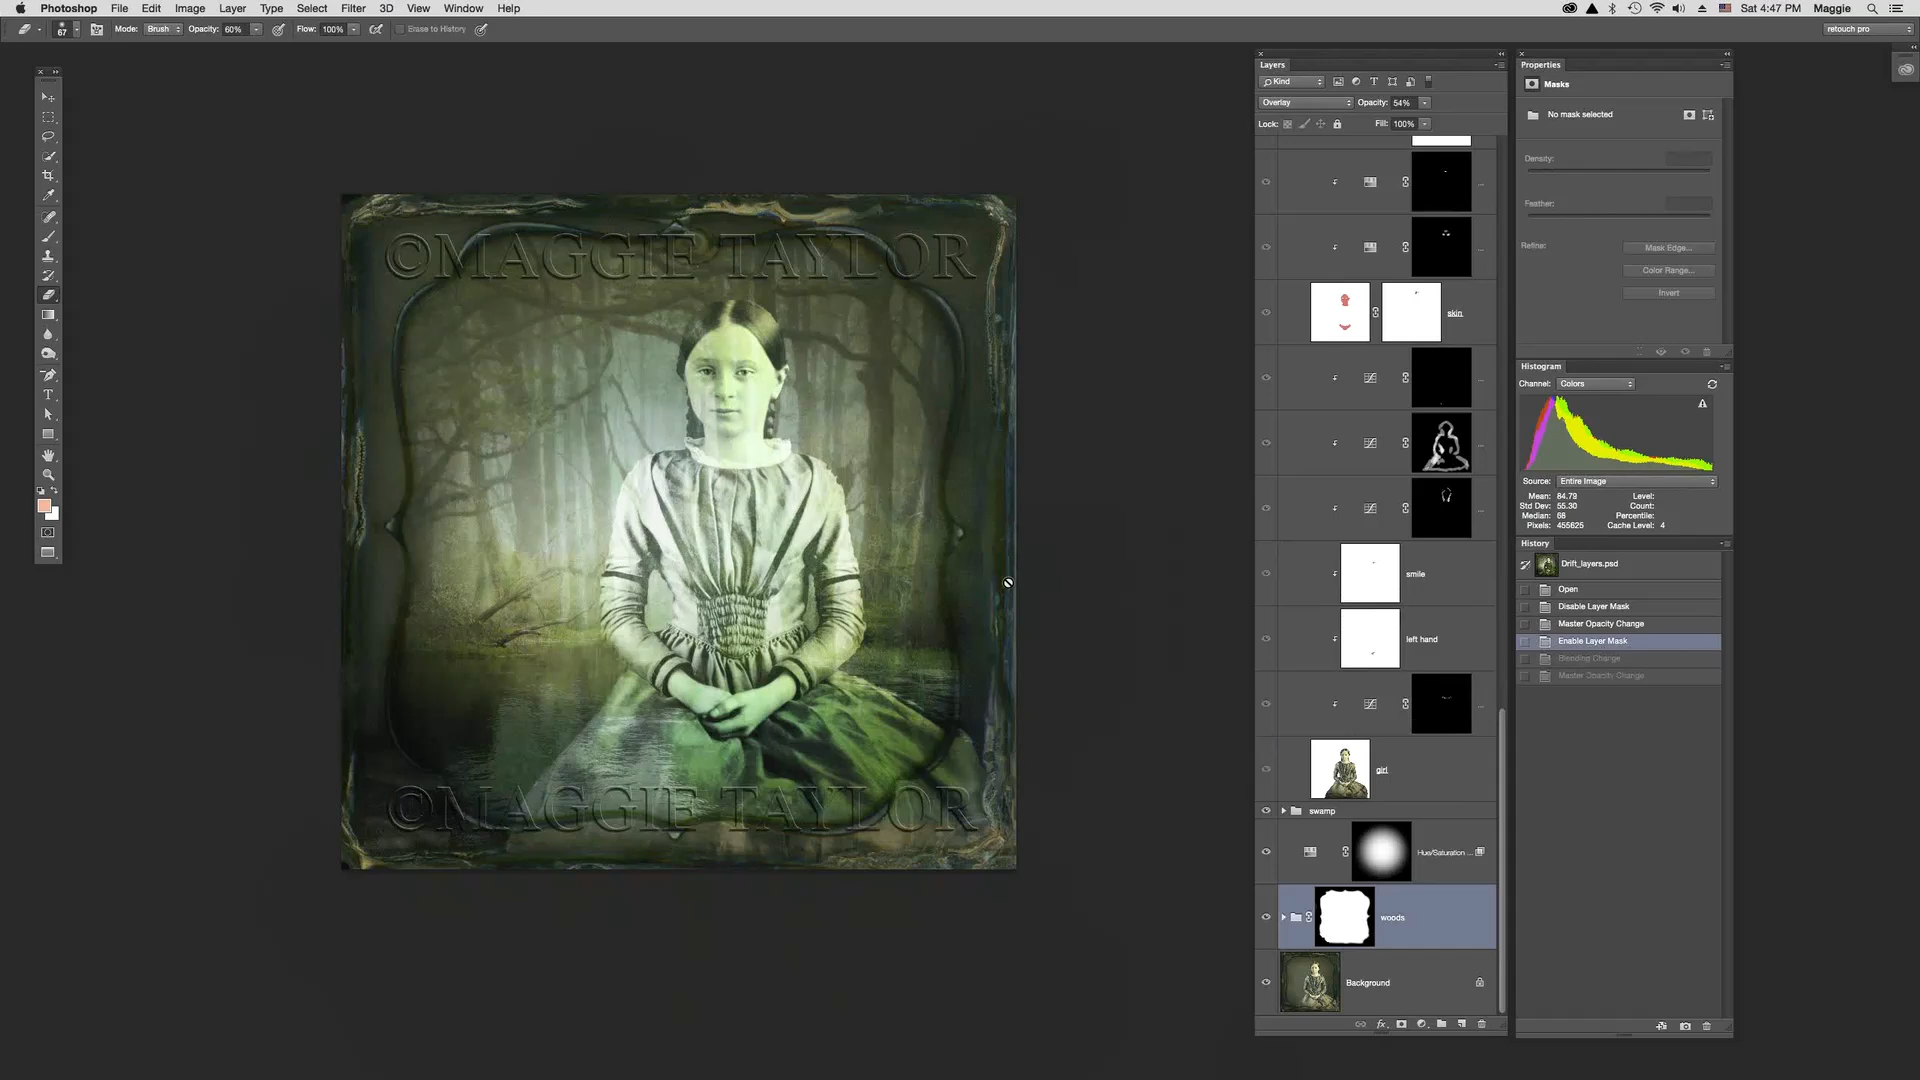 Photoshop File Edit Image Layer Type Select Filter 3D View Window Help Sat 4:47 PM Maggie
67 Mode: Brush Opacity: 60% Flow: 100% Erase to History retouch pro
©MAGGIE TAYLOR
©MAGGIE TAYLOR
Layers
Kind
Overlay Opacity: 54%
Lock: Fill: 100%
skin
smile
left hand
girl
swamp
Hue/Saturation ...
woods
Background
Properties
Masks
No mask selected
Density:
Feather:
Refine: Mask Edge...
Color Range...
Invert
Histogram
Channel: Colors
Source: Entire Image
Mean: 84.79 Level:
Std Dev: 55.30 Count:
Median: 68 Percentile:
Pixels: 455625 Cache Level: 4
History
Drift_layers.psd
Open
Disable Layer Mask
Master Opacity Change
Enable Layer Mask
Blending Change
Master Opacity Change